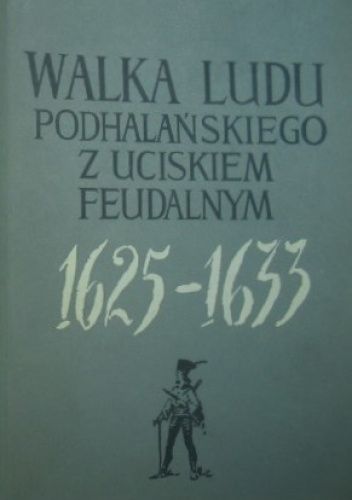 WALKA LUDU
PODHALAŃSKIEGO
Z UCISKIEM
FEUDALNYM
1625-1633